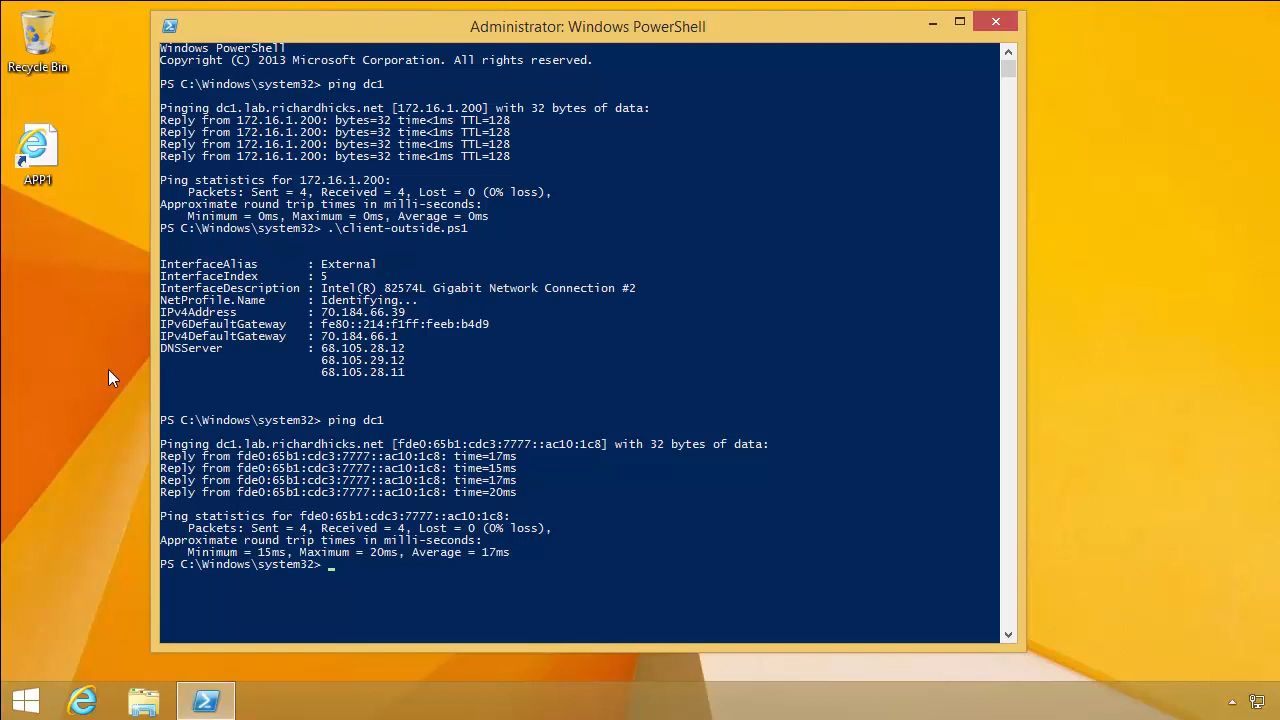 Recycle Bin
APP1
Administrator: Windows PowerShell
Windows PowerShell
Copyright (C) 2013 Microsoft Corporation. All rights reserved.
PS C:\Windows\system32> ping dc1
Pinging dc1.lab.richardhicks.net [172.16.1.200] with 32 bytes of data:
Reply from 172.16.1.200: bytes=32 time<1ms TTL=128
Reply from 172.16.1.200: bytes=32 time<1ms TTL=128
Reply from 172.16.1.200: bytes=32 time<1ms TTL=128
Reply from 172.16.1.200: bytes=32 time<1ms TTL=128
Ping statistics for 172.16.1.200:
    Packets: Sent = 4, Received = 4, Lost = 0 (0% loss),
Approximate round trip times in milli-seconds:
    Minimum = 0ms, Maximum = 0ms, Average = 0ms
PS C:\Windows\system32> .\client-outside.ps1
InterfaceAlias       : External
InterfaceIndex       : 5
InterfaceDescription : Intel(R) 82574L Gigabit Network Connection #2
NetProfile.Name      : Identifying...
IPv4Address          : 70.184.66.39
IPv6DefaultGateway   : fe80::214:f1ff:feeb:b4d9
IPv4DefaultGateway   : 70.184.66.1
DNSServer            : 68.105.28.12
                       68.105.29.12
                       68.105.28.11
PS C:\Windows\system32> ping dc1
Pinging dc1.lab.richardhicks.net [fde0:65b1:cdc3:7777::ac10:1c8] with 32 bytes of data:
Reply from fde0:65b1:cdc3:7777::ac10:1c8: time=17ms
Reply from fde0:65b1:cdc3:7777::ac10:1c8: time=15ms
Reply from fde0:65b1:cdc3:7777::ac10:1c8: time=17ms
Reply from fde0:65b1:cdc3:7777::ac10:1c8: time=20ms
Ping statistics for fde0:65b1:cdc3:7777::ac10:1c8:
    Packets: Sent = 4, Received = 4, Lost = 0 (0% loss),
Approximate round trip times in milli-seconds:
    Minimum = 15ms, Maximum = 20ms, Average = 17ms
PS C:\Windows\system32> _